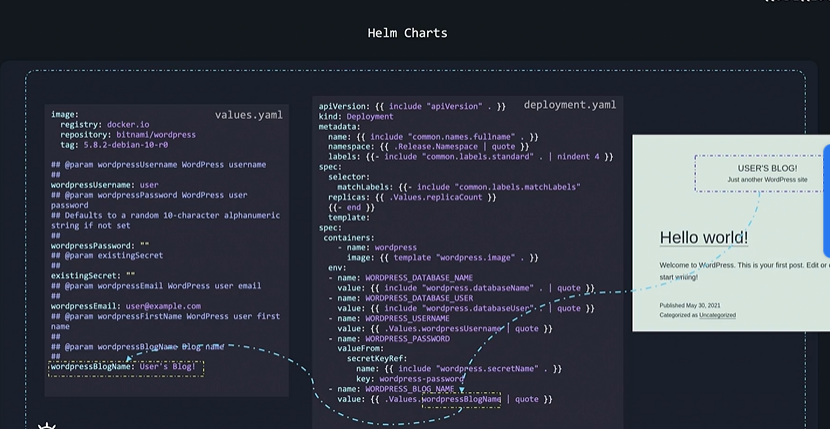 Helm Charts
values.yaml
image:
registry: docker.io
repository: bitnami/wordpress
tag: 5.8.2-debian-10-r0
## @param wordpressUsername WordPress username
##
wordpressUsername: user
## @param wordpressPassword WordPress user
password
## Defaults to a random 10-character alphanumeric
string if not set
##
wordpressPassword: ""
## @param existingSecret
##
existingSecret: ""
## @param wordpressEmail WordPress user email
##
wordpressEmail: user@example.com
## @param wordpressFirstName WordPress user first
name
##
## @param wordpressBlogName Blog name
##
wordpressBlogName: User's Blog!
deployment.yaml
apiVersion: {{ include "apiVersion" . }}
kind: Deployment
metadata:
name: {{ include "common.names.fullname" . }}
namespace: {{ .Release.Namespace | quote }}
labels: {{- include "common.labels.standard" . | nindent 4 }}
spec:
selector:
matchLabels: {{- include "common.labels.matchLabels"
replicas: {{ .Values.replicaCount }}
{{- end }}
template:
spec:
containers:
- name: wordpress
image: {{ template "wordpress.image" . }}
env:
- name: WORDPRESS_DATABASE_NAME
value: {{ include "wordpress.databaseName" . | quote }}
- name: WORDPRESS_DATABASE_USER
value: {{ include "wordpress.databaseUser" . | quote }}
- name: WORDPRESS_USERNAME
value: {{ .Values.wordpressUsername | quote }}
- name: WORDPRESS_PASSWORD
valueFrom:
secretKeyRef:
name: {{ include "wordpress.secretName" . }}
key: wordpress-password
- name: WORDPRESS_BLOG_NAME
value: {{ .Values.wordpressBlogName | quote }}
USER'S BLOG!
Just another WordPress site
Hello world!
Welcome to WordPress. This is your first post. Edit or
start writing!
Published May 30, 2021
Categorized as Uncategorized